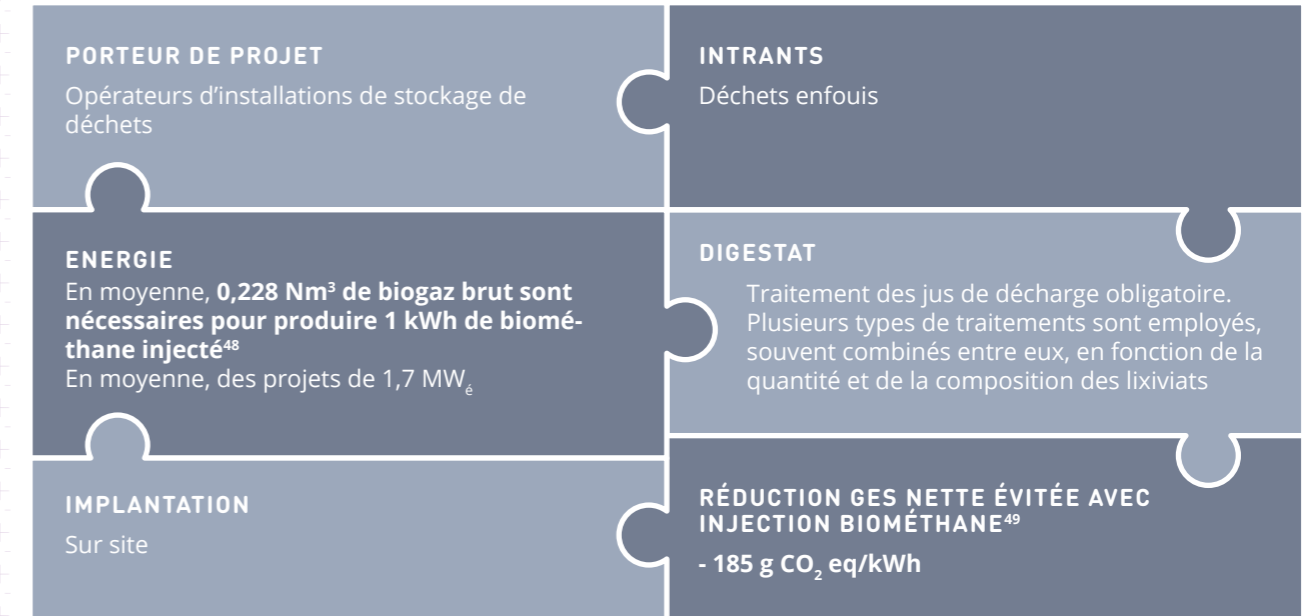 PORTEUR DE PROJET
Opérateurs d’installations de stockage de
déchets
INTRANTS
Déchets enfouis
ENERGIE
En moyenne, 0,228 Nm³ de biogaz brut sont
nécessaires pour produire 1 kWh de biomé-
thane injecté⁴⁸
En moyenne, des projets de 1,7 MWé
DIGESTAT
Traitement des jus de décharge obligatoire.
Plusieurs types de traitements sont employés,
souvent combinés entre eux, en fonction de la
quantité et de la composition des lixiviats
IMPLANTATION
Sur site
RÉDUCTION GES NETTE ÉVITÉE AVEC
INJECTION BIOMÉTHANE⁴⁹
- 185 g CO₂ eq/kWh